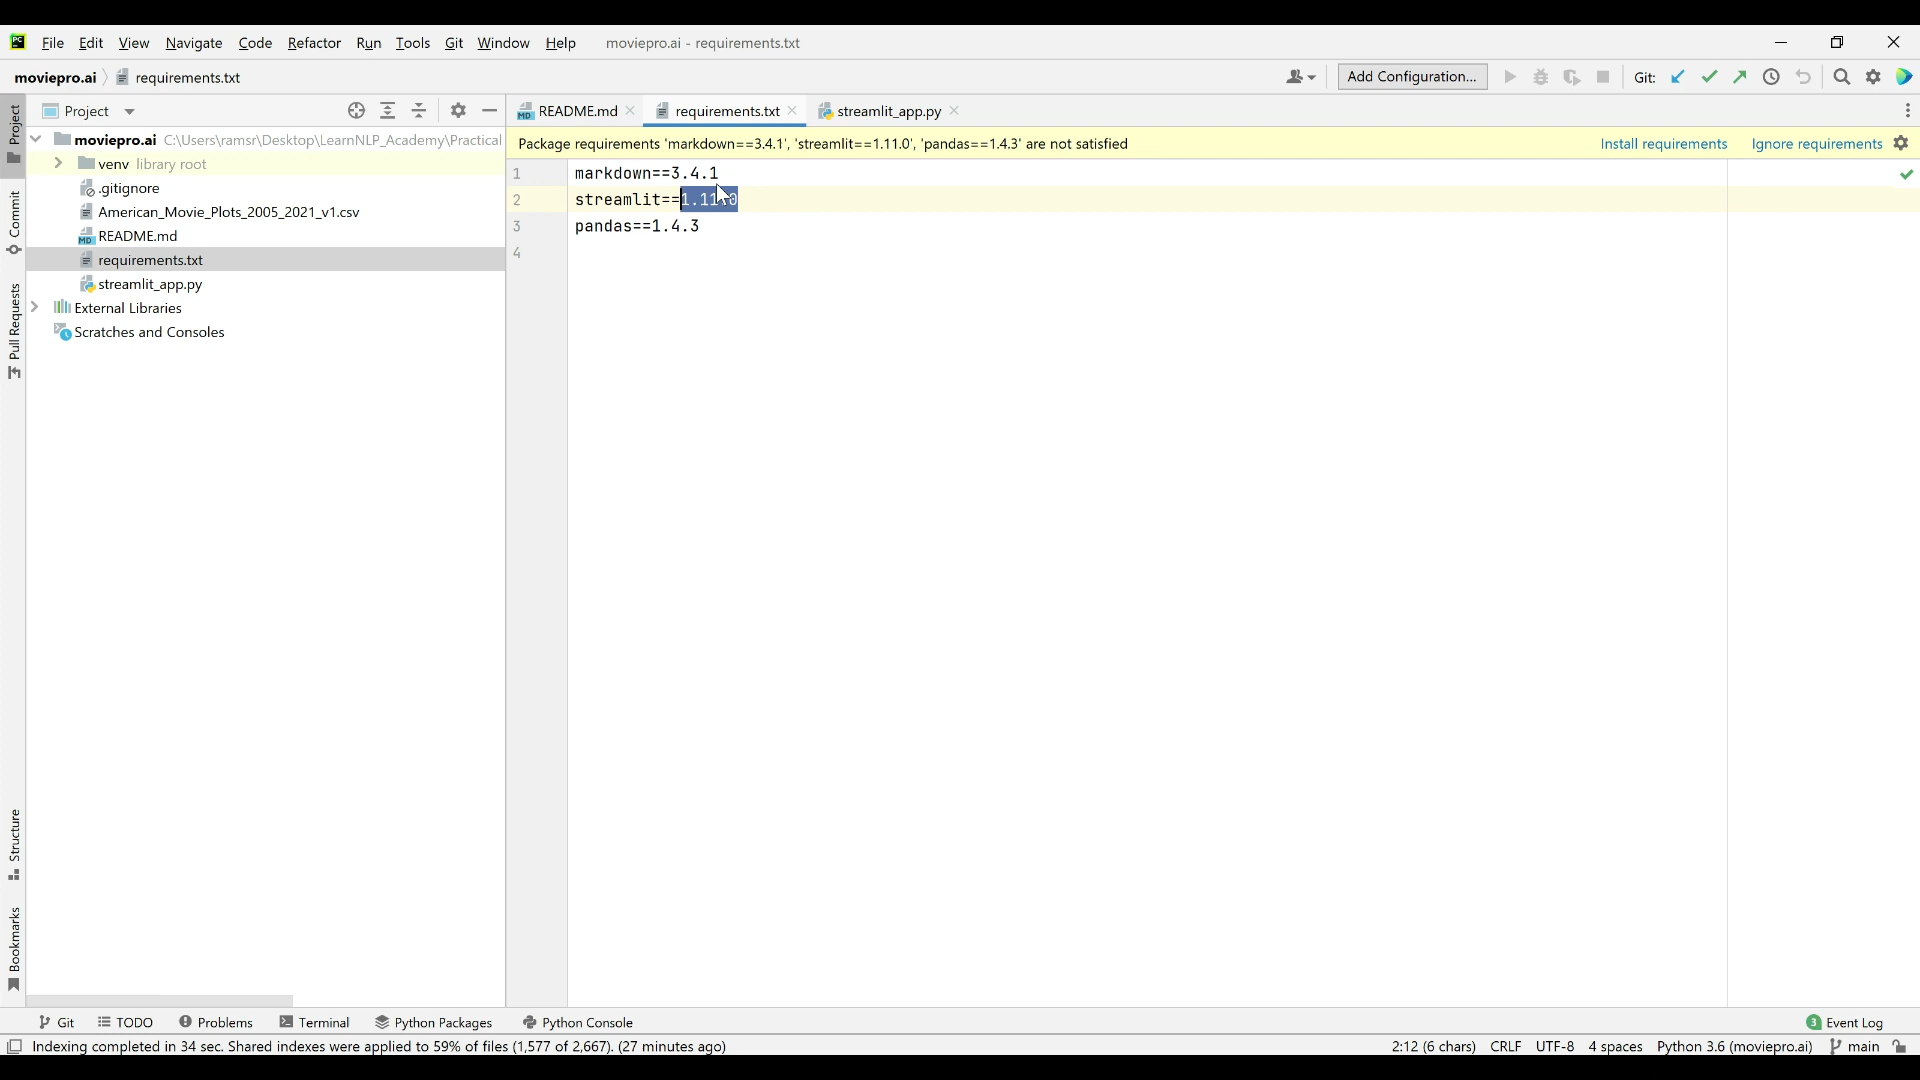 File Edit View Navigate Code Refactor Run Tools Git Window Help moviepro.ai - requirements.txt
moviepro.ai requirements.txt Add Configuration... Git:
Project README.md requirements.txt streamlit_app.py
moviepro.ai C:\Users\ramsr\Desktop\LearnNLP_Academy\Practical
venv library root
.gitignore
American_Movie_Plots_2005_2021_v1.csv
README.md
requirements.txt
streamlit_app.py
External Libraries
Scratches and Consoles
Package requirements 'markdown==3.4.1', 'streamlit==1.11.0', 'pandas==1.4.3' are not satisfied Install requirements Ignore requirements
1 markdown==3.4.1
2 streamlit==1.11.0
3 pandas==1.4.3
4
Project
Commit
Pull Requests
Structure
Bookmarks
Git TODO Problems Terminal Python Packages Python Console 3 Event Log
Indexing completed in 34 sec. Shared indexes were applied to 59% of files (1,577 of 2,667). (27 minutes ago) 2:12 (6 chars) CRLF UTF-8 4 spaces Python 3.6 (moviepro.ai) main